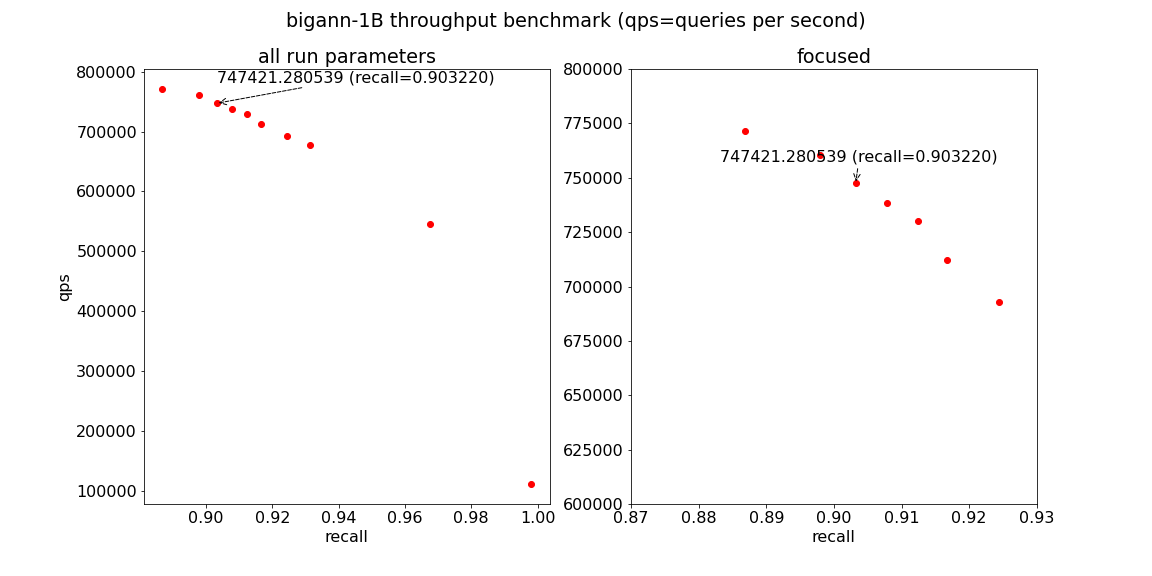 bigann-1B throughput benchmark (qps=queries per second)
all run parameters
800000
747421.280539 (recall=0.903220)
700000
600000
500000
400000
300000
200000
100000
qps
0.90 0.92 0.94 0.96 0.98 1.00
recall
focused
800000
775000
747421.280539 (recall=0.903220)
750000
725000
700000
675000
650000
625000
600000
0.87 0.88 0.89 0.90 0.91 0.92 0.93
recall